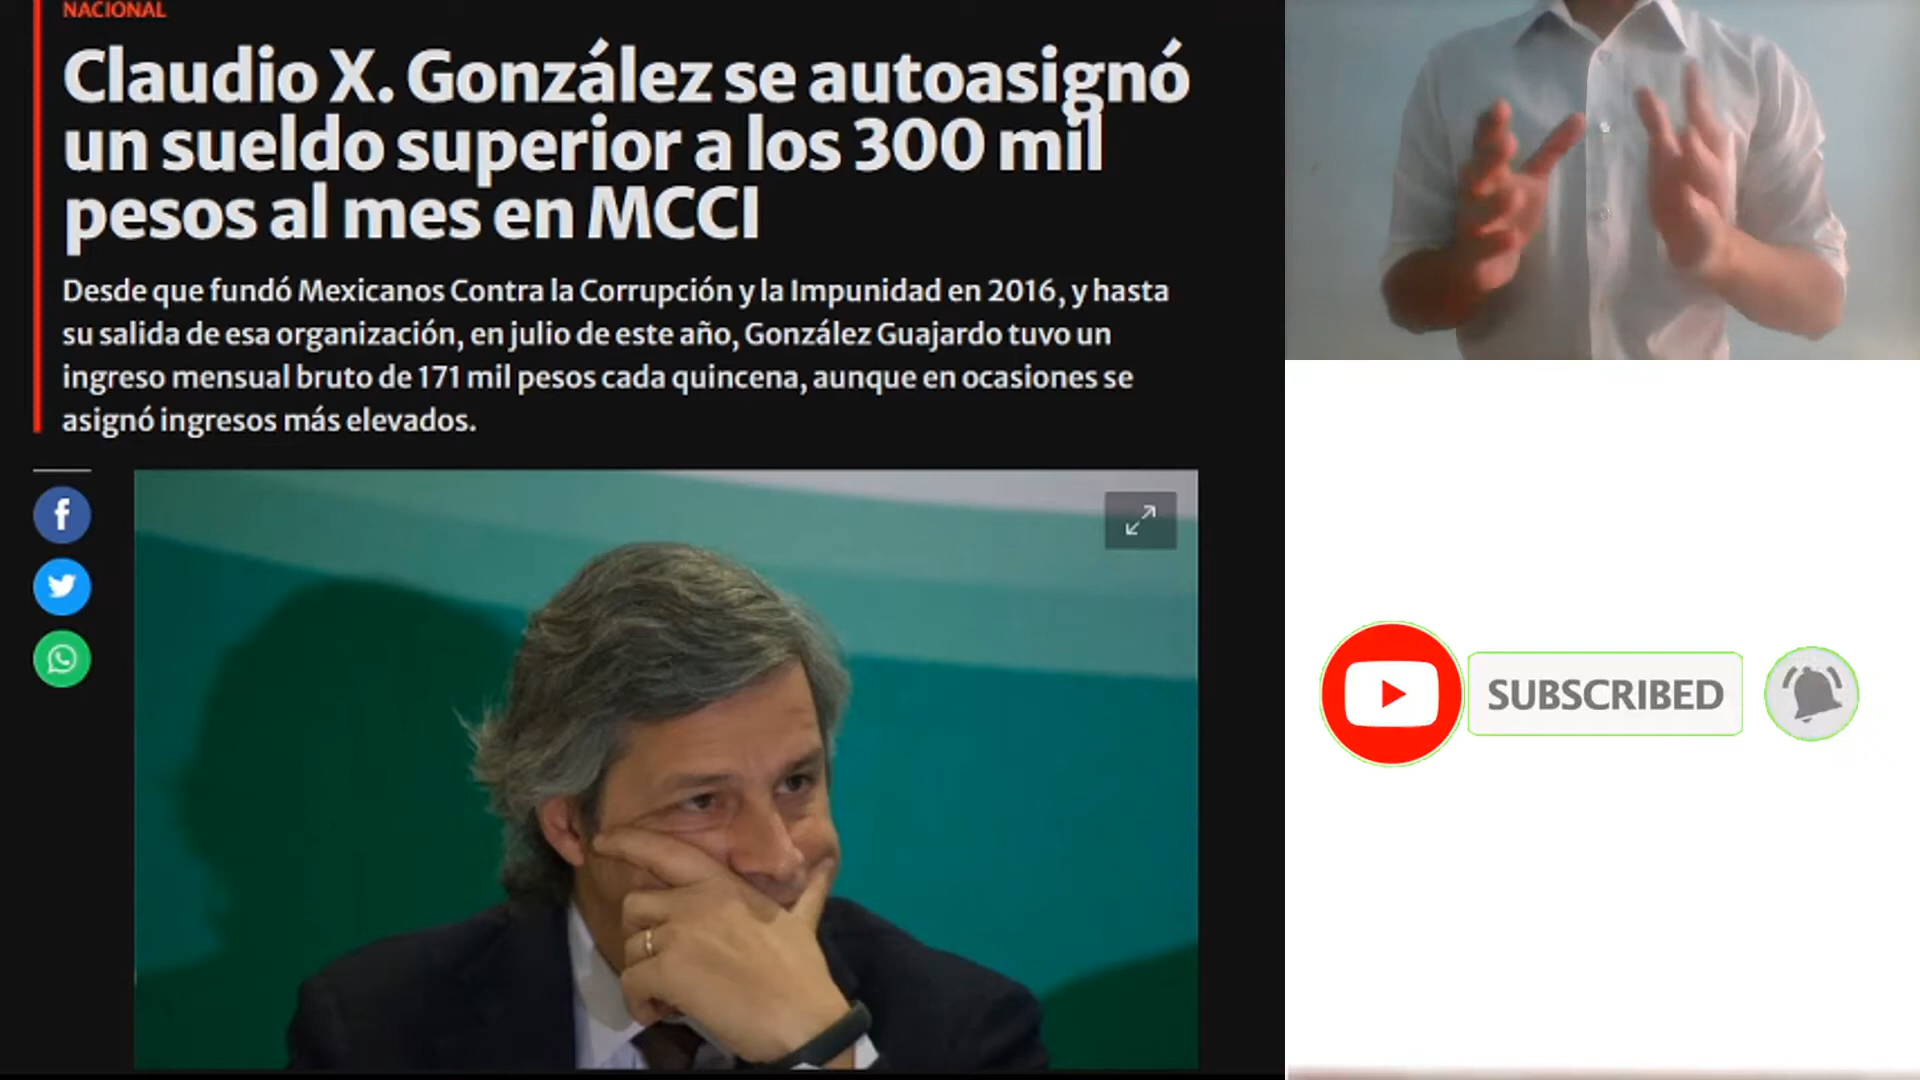 NACIONAL
Claudio X. González se autoasignó
un sueldo superior a los 300 mil
pesos al mes en MCCI
Desde que fundó Mexicanos Contra la Corrupción y la Impunidad en 2016, y hasta
su salida de esa organización, en julio de este año, González Guajardo tuvo un
ingreso mensual bruto de 171 mil pesos cada quincena, aunque en ocasiones se
asignó ingresos más elevados.
SUBSCRIBED